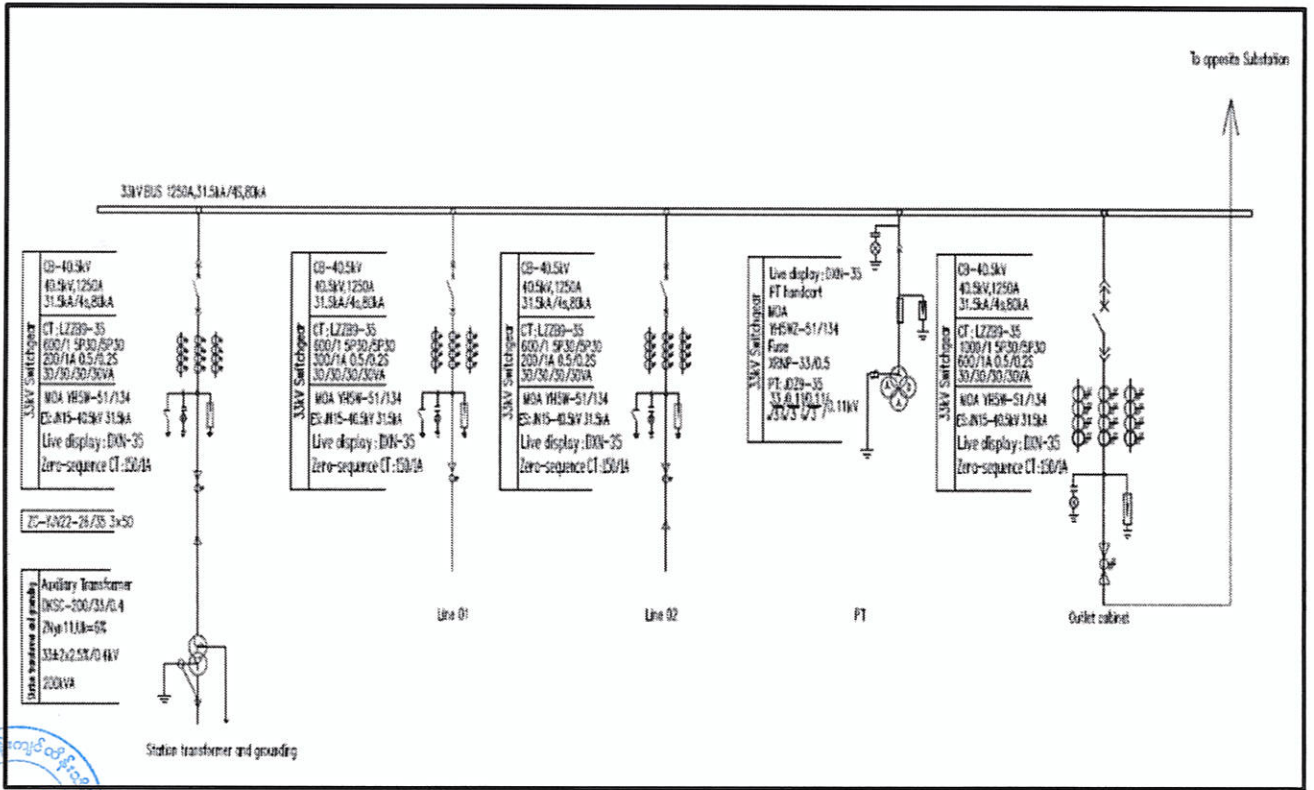 To opposite Substation
33kV BUS 1250A,31.5kA/4S,80kA
33kV Switchgear
CB-40.5kV
40.5kV,1250A
31.5kA/4s,80kA
CT:LZZB9-35
600/1 5P30/5P30
200/1A 0.5/0.2S
30/30/30/30VA
MOA YH5W-51/134
ES:JN15-40.5kV 31.5kA
Live display:DXN-35
Zero-sequence CT:150/1A
33kV Switchgear
CB-40.5kV
40.5kV,1250A
31.5kA/4s,80kA
CT:LZZB9-35
600/1 5P30/5P30
300/1A 0.5/0.2S
30/30/30/30VA
MOA YH5W-51/134
ES:JN15-40.5kV 31.5kA
Live display:DXN-35
Zero-sequence CT:150/1A
33kV Switchgear
CB-40.5kV
40.5kV,1250A
31.5kA/4s,80kA
CT:LZZB9-35
600/1 5P30/5P30
200/1A 0.5/0.2S
30/30/30/30VA
MOA YH5W-51/134
ES:JN15-40.5kV 31.5kA
Live display:DXN-35
Zero-sequence CT:150/1A
33kV Switchgear
Live display:DXN-35
PT handcart
MOA
YH5WZ-51/134
Fuse
XRNP-33/0.5
PT:JDZ9-35
33kV Switchgear
CB-40.5kV
40.5kV,1250A
31.5kA/4s,80kA
CT:LZZB9-35
1000/1 5P30/5P30
600/1A 0.5/0.2S
30/30/30/30VA
MOA YH5W-51/134
ES:JN15-40.5kV 31.5kA
Live display:DXN-35
Zero-sequence CT:150/1A
ZC-YJV22-26/35 3×50
Station transformer and grounding
Auxiliary Transformer
DKSC-200/33/0.4
ZNyn11,Uk=6%
33±2x2.5%/0.4kV
200kVA
Line 01
Line 02
PT
Outlet cabinet
Station transformer and grounding